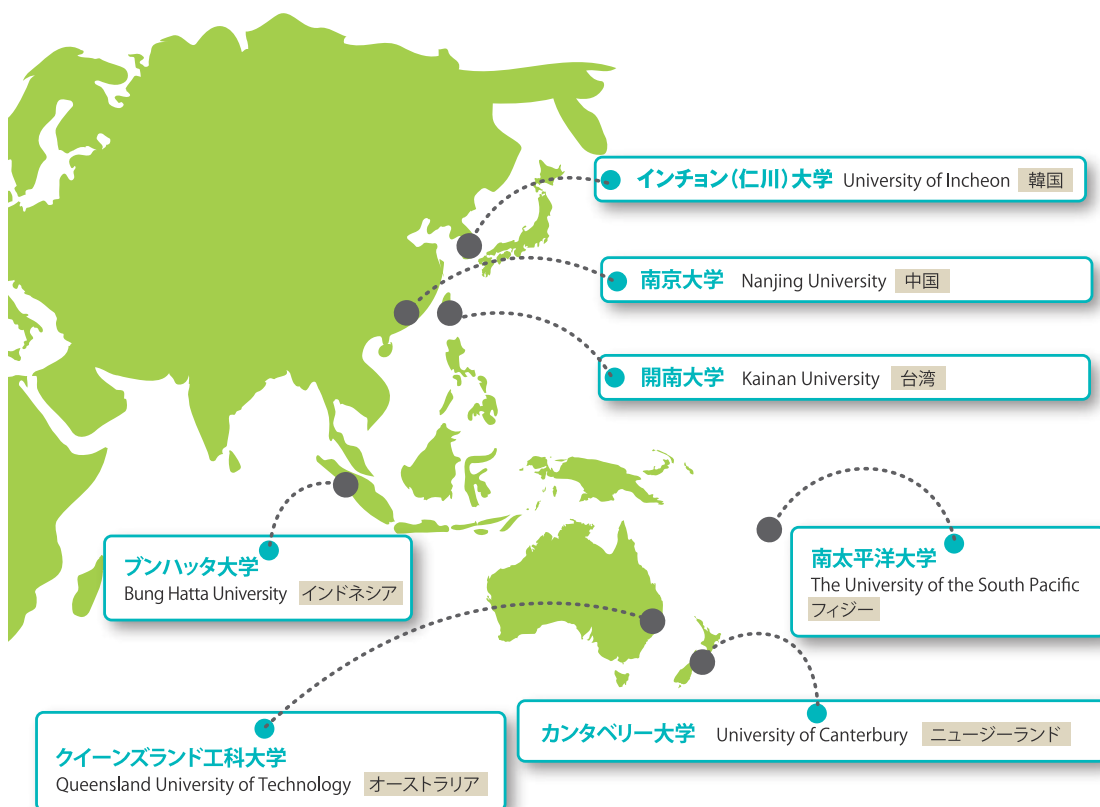 インチョン（仁川）大学 University of Incheon 韓国
南京大学 Nanjing University 中国
開南大学 Kainan University 台湾
ブンハッタ大学
Bung Hatta University インドネシア
南太平洋大学
The University of the South Pacific
フィジー
カンタベリー大学 University of Canterbury ニュージーランド
クイーンズランド工科大学
Queensland University of Technology オーストラリア